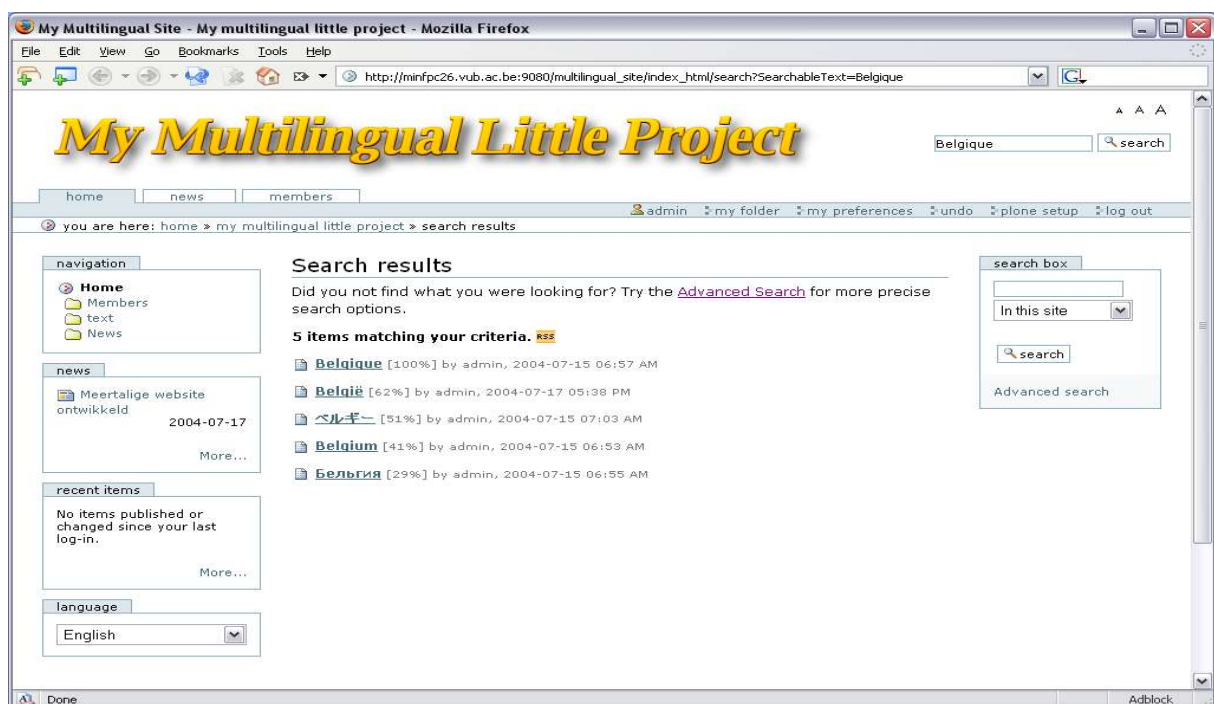 My Multilingual Site - My multilingual little project - Mozilla Firefox
File Edit View Go Bookmarks Tools Help
http://minfpc26.vub.ac.be:9080/multilingual_site/index_html/search?SearchableText=Belgique
G
A A A
My Multilingual Little Project
Belgique search
home news members
admin my folder my preferences undo plone setup log out
you are here: home » my multilingual little project » search results
navigation
Home
Members
text
News
news
Meertalige website
ontwikkeld
2004-07-17
More...
recent items
No items published or
changed since your last
log-in.
More...
language
English
Search results
Did you not find what you were looking for? Try the Advanced Search for more precise
search options.
5 items matching your criteria. RSS
Belgique [100%] by admin, 2004-07-15 06:57 AM
België [62%] by admin, 2004-07-17 05:38 PM
ベルギー [51%] by admin, 2004-07-15 07:03 AM
Belgium [41%] by admin, 2004-07-15 06:53 AM
Бельгия [29%] by admin, 2004-07-15 06:55 AM
search box
In this site
search
Advanced search
Done Adblock